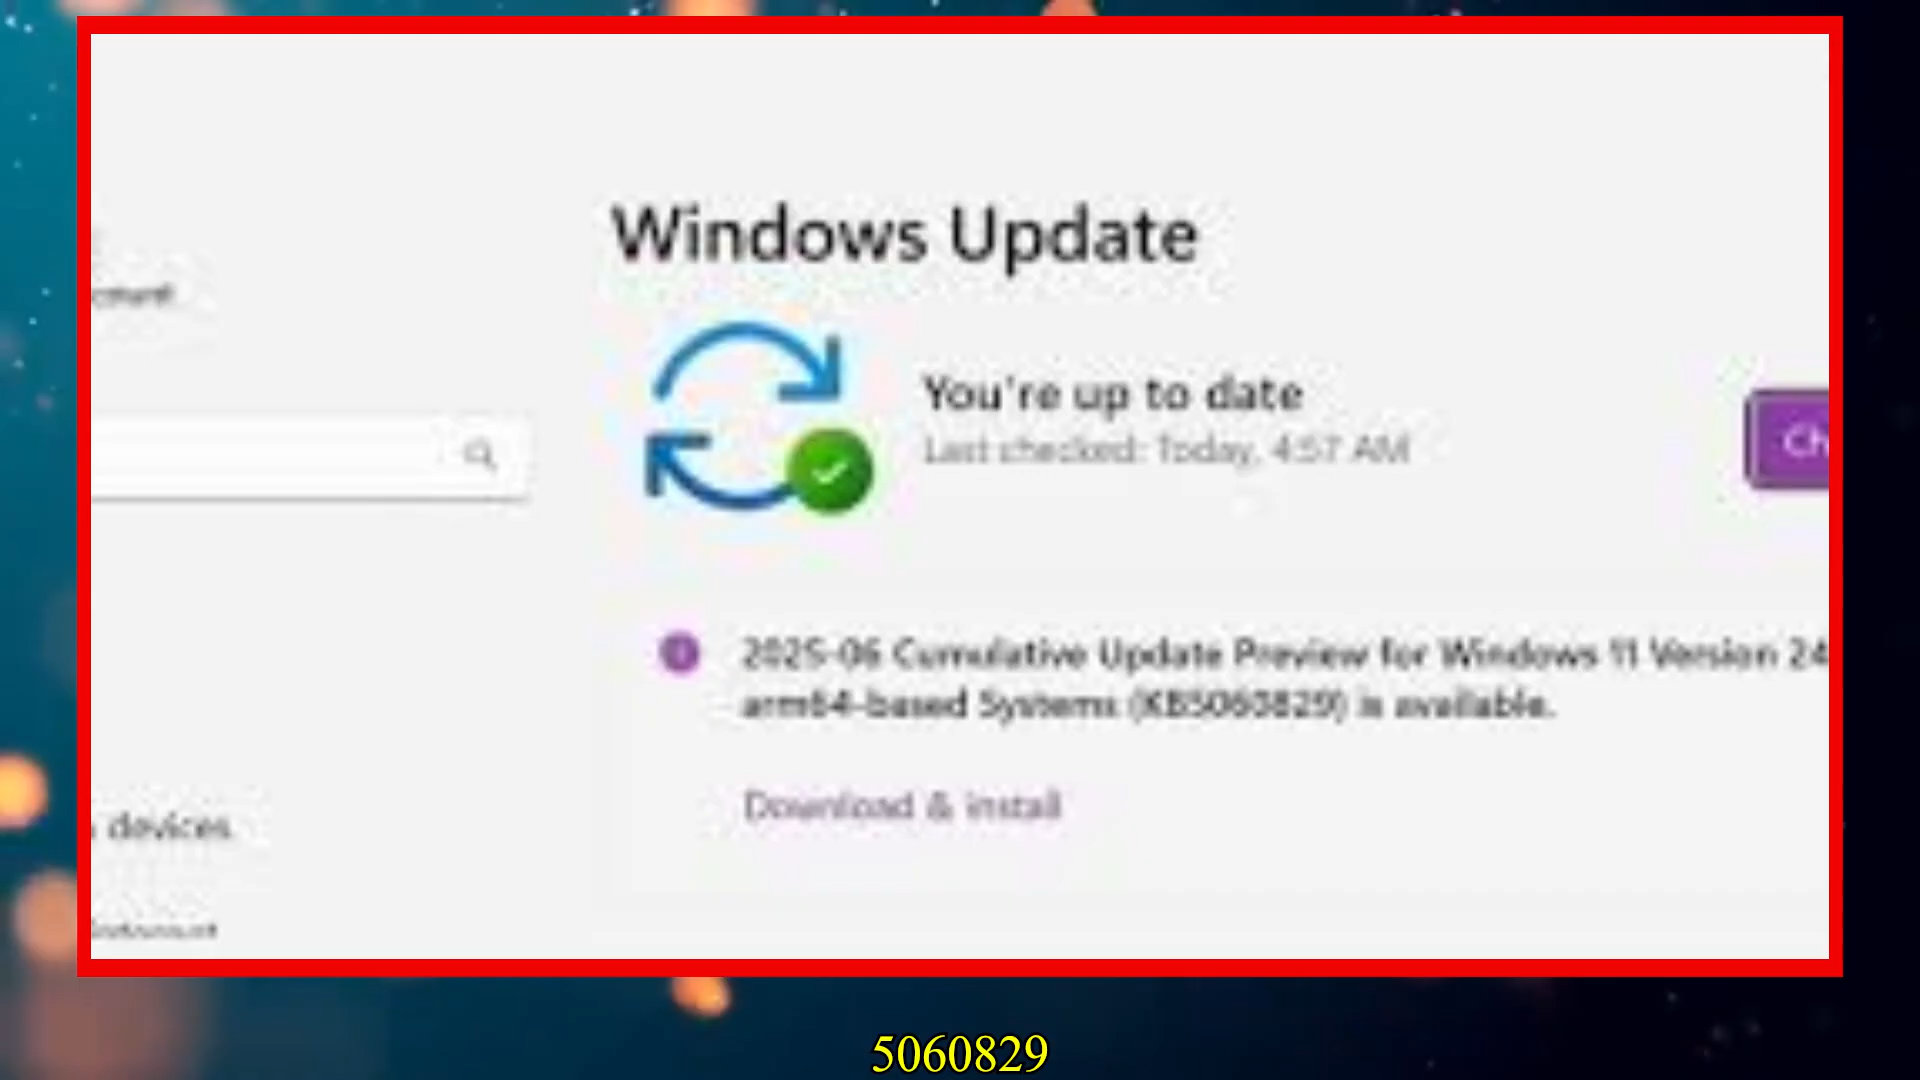 Windows Update
You're up to date
Last checked: Today, 4:57 AM
Ch
2025-06 Cumulative Update Preview for Windows 11 Version 24
arm64-based Systems (KB5060829) is available.
Download & install
devices
5060829